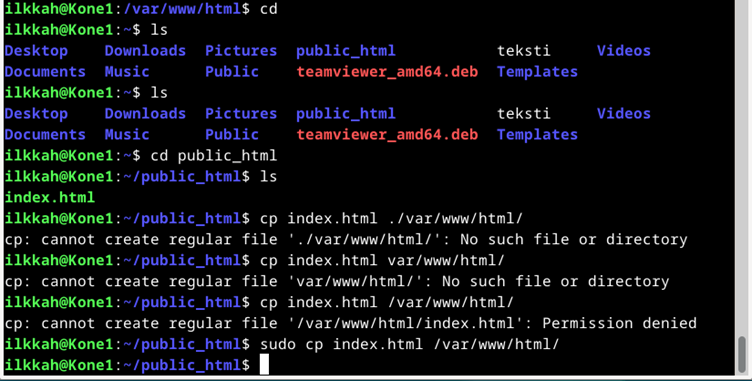 ilkkah@Kone1:/var/www/html$ cd
ilkkah@Kone1:~$ ls
Desktop    Downloads  Pictures  public_html          teksti     Videos
Documents  Music      Public    teamviewer_amd64.deb  Templates
ilkkah@Kone1:~$ ls
Desktop    Downloads  Pictures  public_html          teksti     Videos
Documents  Music      Public    teamviewer_amd64.deb  Templates
ilkkah@Kone1:~$ cd public_html
ilkkah@Kone1:~/public_html$ ls
index.html
ilkkah@Kone1:~/public_html$ cp index.html ./var/www/html/
cp: cannot create regular file './var/www/html/': No such file or directory
ilkkah@Kone1:~/public_html$ cp index.html var/www/html/
cp: cannot create regular file 'var/www/html/': No such file or directory
ilkkah@Kone1:~/public_html$ cp index.html /var/www/html/
cp: cannot create regular file '/var/www/html/index.html': Permission denied
ilkkah@Kone1:~/public_html$ sudo cp index.html /var/www/html/
ilkkah@Kone1:~/public_html$